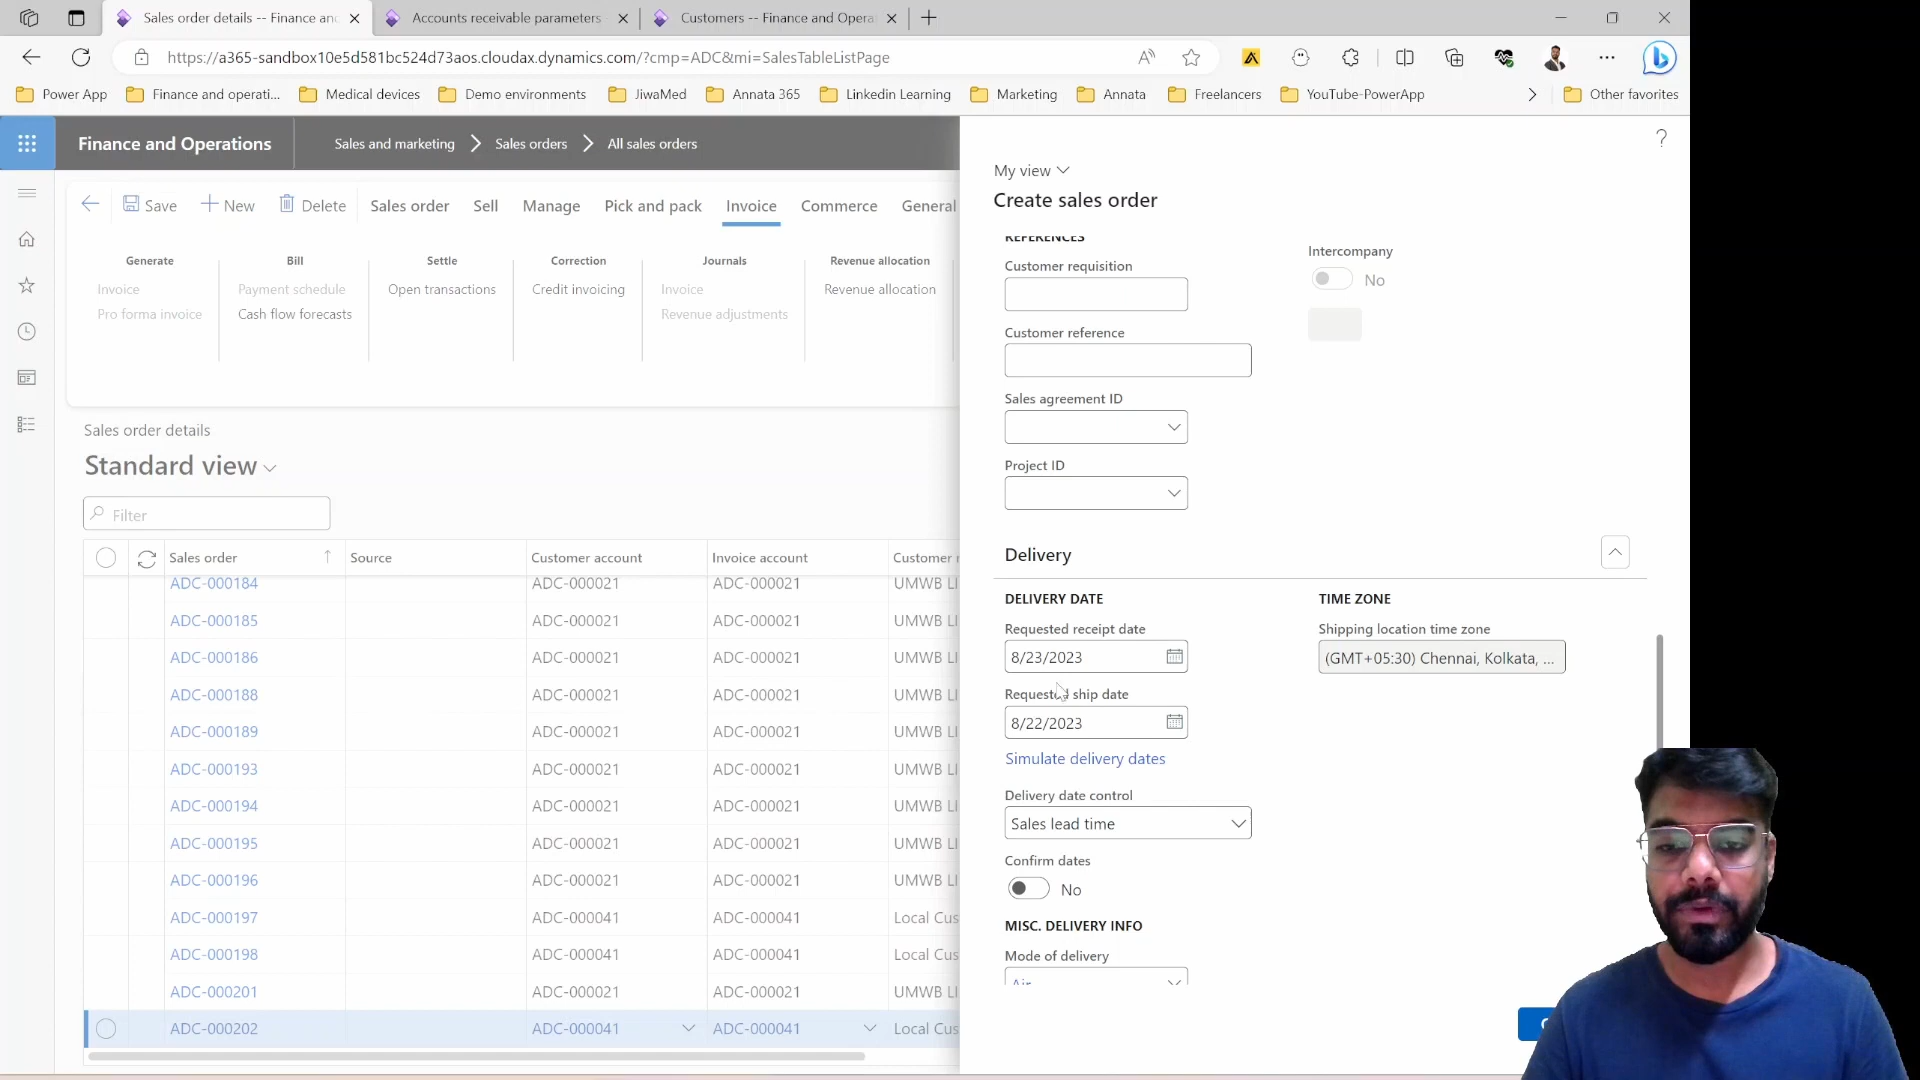 Sales order details -- Finance and
Accounts receivable parameters
Customers -- Finance and Opera
https://a365-sandbox10e5d581bc524d73aos.cloudax.dynamics.com/?cmp=ADC&mi=SalesTableListPage
Power App
Finance and operati...
Medical devices
Demo environments
JiwaMed
Annata 365
Linkedin Learning
Marketing
Annata
Freelancers
YouTube-PowerApp
Other favorites
Finance and Operations
Sales and marketing
Sales orders
All sales orders
Save
New
Delete
Sales order
Sell
Manage
Pick and pack
Invoice
Commerce
General
Generate
Invoice
Pro forma invoice
Bill
Payment schedule
Cash flow forecasts
Settle
Open transactions
Correction
Credit invoicing
Journals
Invoice
Revenue adjustments
Revenue allocation
Revenue allocation
Sales order details
Standard view
Filter
Sales order Source Customer account Invoice account Customer
ADC-000184 ADC-000021 ADC-000021 UMWB LI
ADC-000185 ADC-000021 ADC-000021 UMWB LI
ADC-000186 ADC-000021 ADC-000021 UMWB LI
ADC-000188 ADC-000021 ADC-000021 UMWB LI
ADC-000189 ADC-000021 ADC-000021 UMWB LI
ADC-000193 ADC-000021 ADC-000021 UMWB LI
ADC-000194 ADC-000021 ADC-000021 UMWB LI
ADC-000195 ADC-000021 ADC-000021 UMWB LI
ADC-000196 ADC-000021 ADC-000021 UMWB LI
ADC-000197 ADC-000041 ADC-000041 Local Cus
ADC-000198 ADC-000041 ADC-000041 Local Cus
ADC-000201 ADC-000021 ADC-000021 UMWB LI
ADC-000202 ADC-000041 ADC-000041 Local Cus
?
My view
Create sales order
REFERENCES
Customer requisition
Customer reference
Sales agreement ID
Project ID
Intercompany
No
Delivery
DELIVERY DATE
Requested receipt date
8/23/2023
Requested ship date
8/22/2023
Simulate delivery dates
Delivery date control
Sales lead time
Confirm dates
No
MISC. DELIVERY INFO
Mode of delivery
Air
TIME ZONE
Shipping location time zone
(GMT+05:30) Chennai, Kolkata, ...